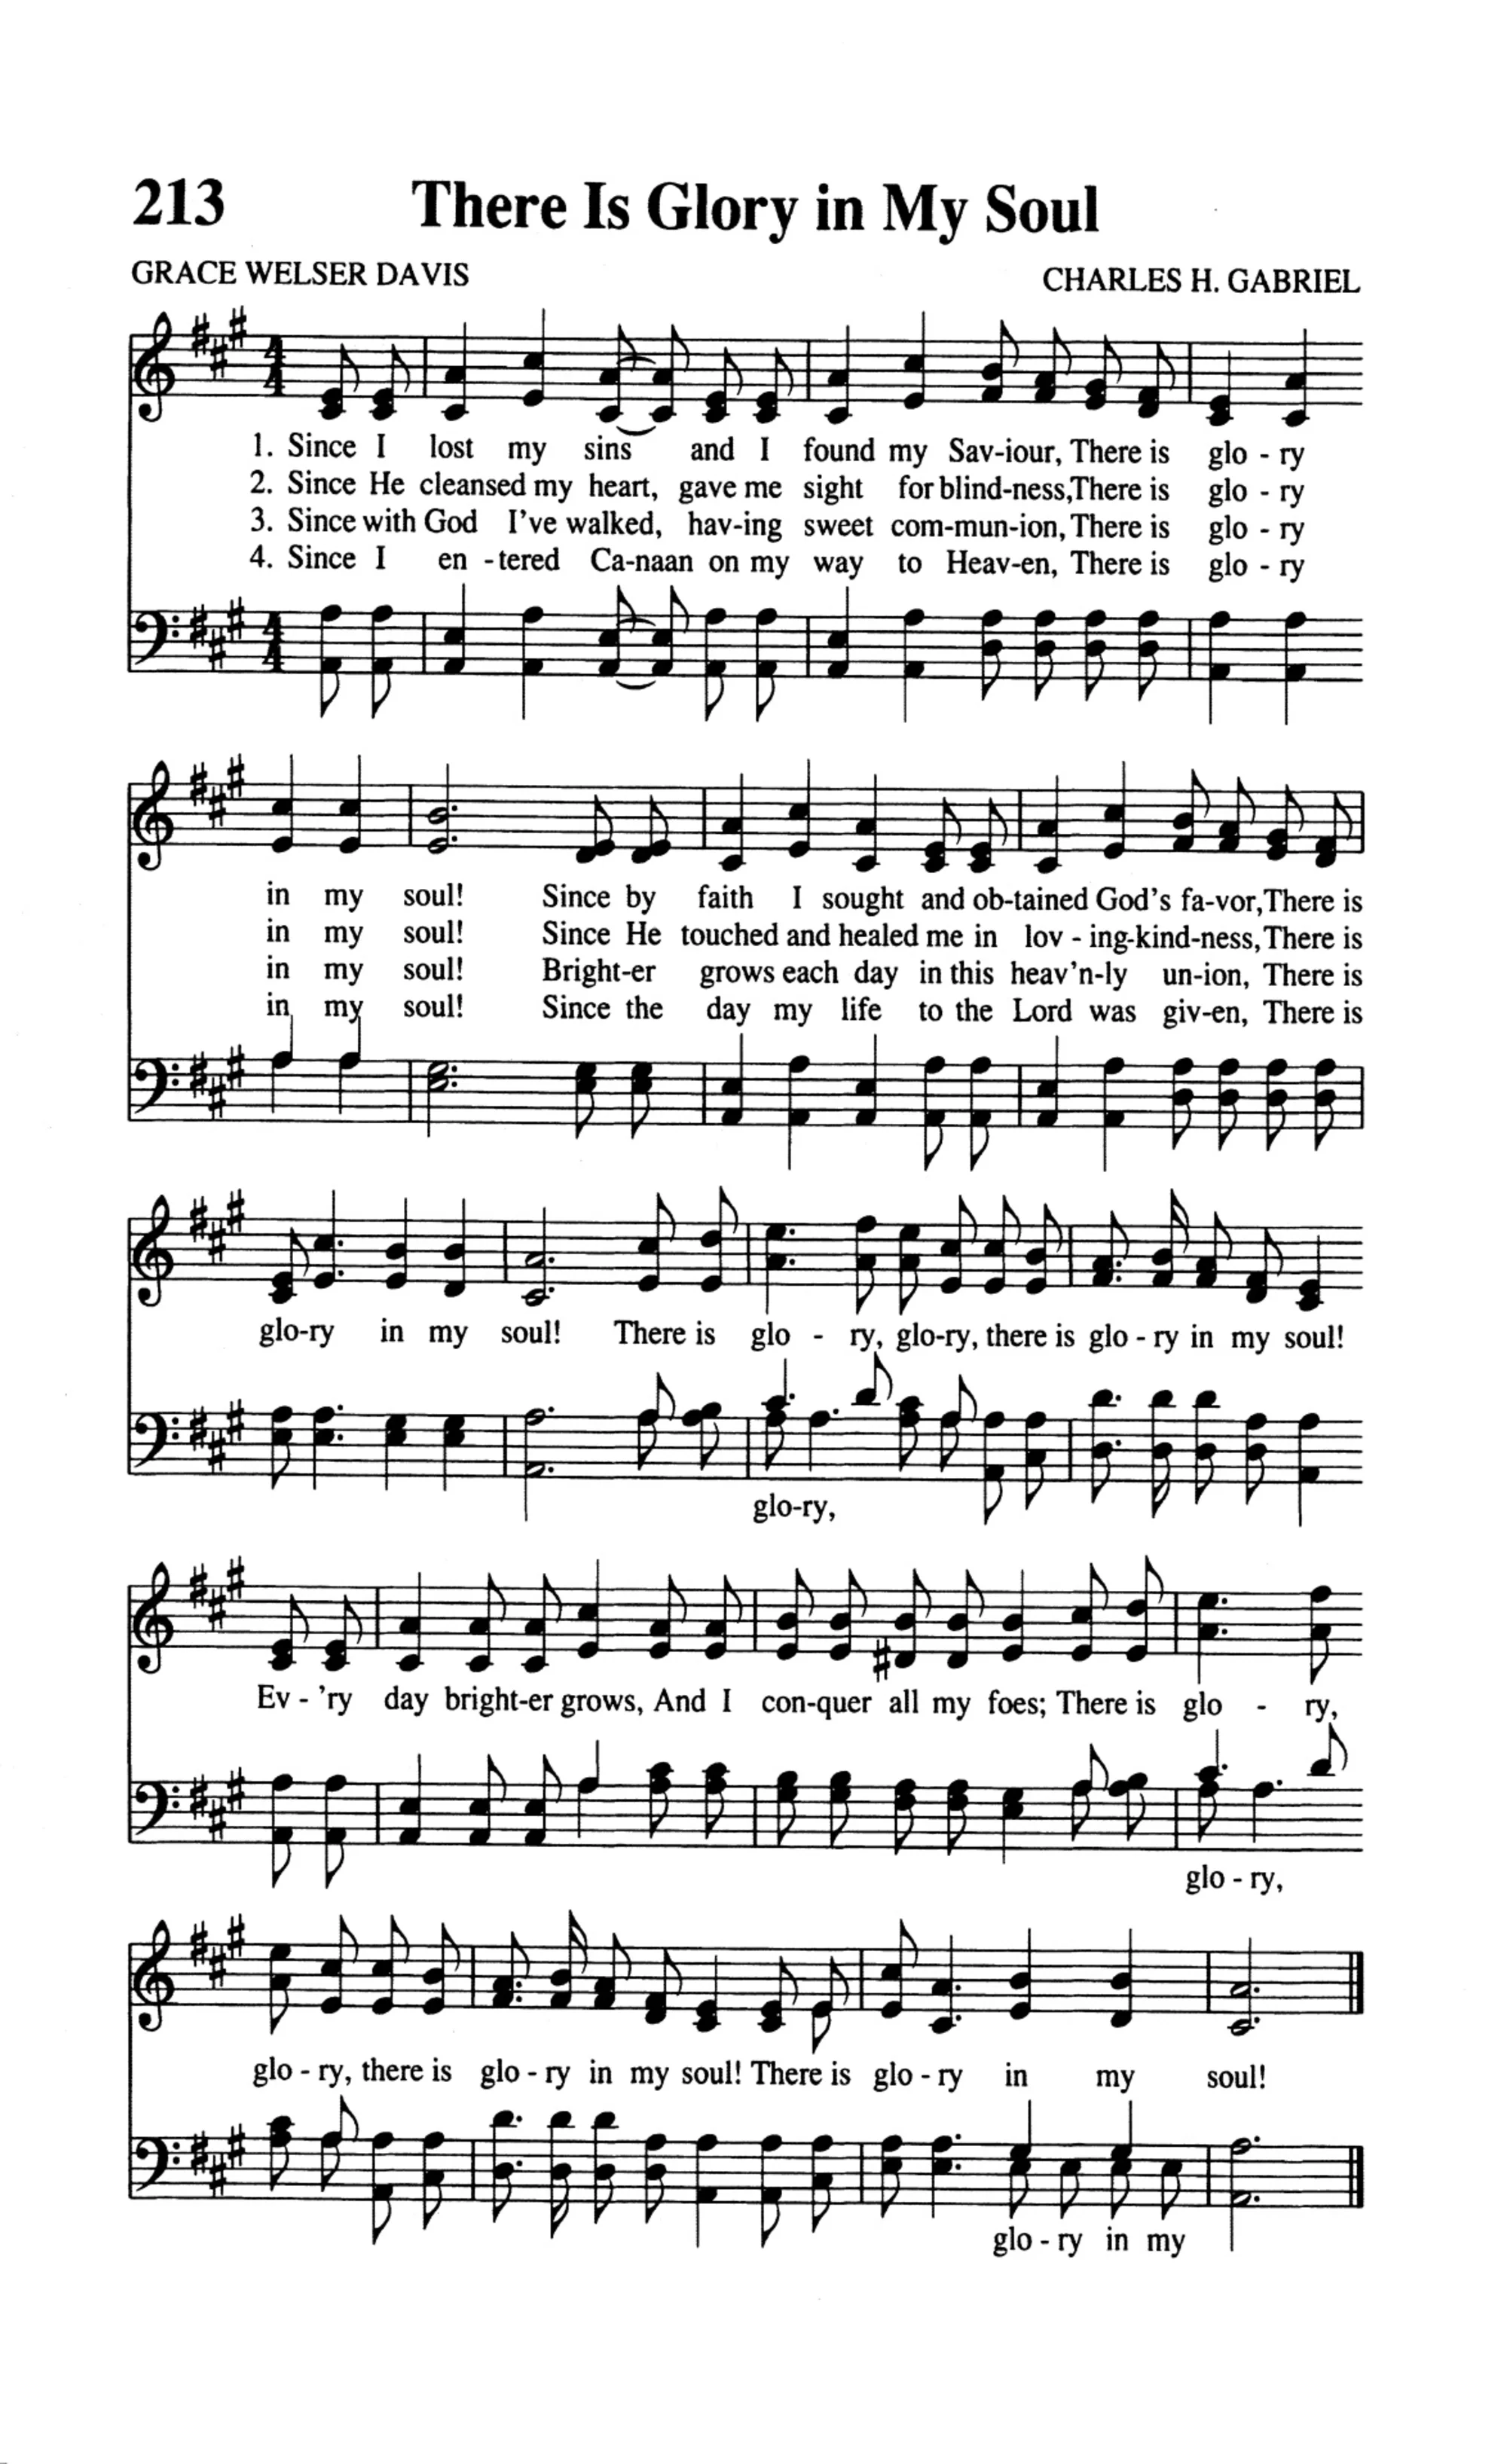 213 There Is Glory in My Soul
GRACE WELSER DAVIS CHARLES H. GABRIEL
4 4
1. Since I lost my sins and I found my Sav-iour, There is glo - ry
2. Since He cleansed my heart, gave me sight for blind-ness, There is glo - ry
3. Since with God I've walked, hav-ing sweet com-mun-ion, There is glo - ry
4. Since I en - tered Ca-naan on my way to Heav-en, There is glo - ry
4 4
in my soul! Since by faith I sought and ob-tained God's fa-vor, There is
in my soul! Since He touched and healed me in lov - ing-kind-ness, There is
in my soul! Bright-er grows each day in this heav'n-ly un-ion, There is
in my soul! Since the day my life to the Lord was giv-en, There is
glo-ry in my soul! There is glo - ry, glo-ry, there is glo - ry in my soul!
glo-ry,
Ev - 'ry day bright-er grows, And I con-quer all my foes; There is glo - ry,
glo - ry,
glo - ry, there is glo - ry in my soul! There is glo - ry in my soul!
glo - ry in my